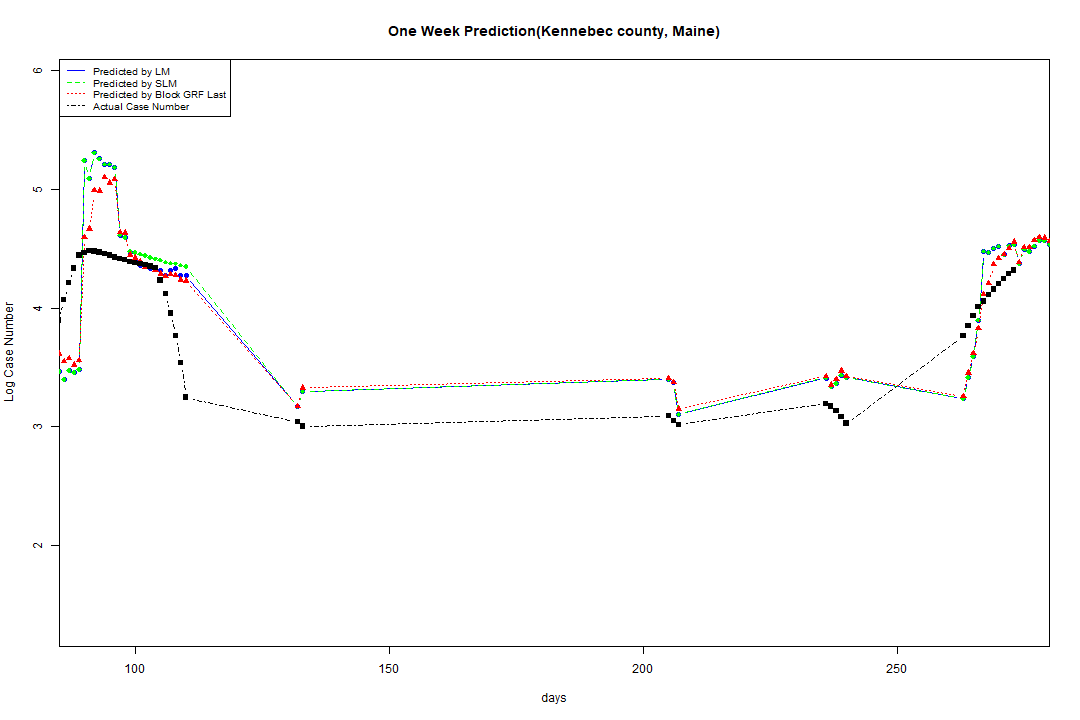 One Week Prediction(Kennebec county, Maine)
Predicted by LM
Predicted by SLM
Predicted by Block GRF Last
Actual Case Number
6
5
4
3
2
Log Case Number
100
150
200
250
days